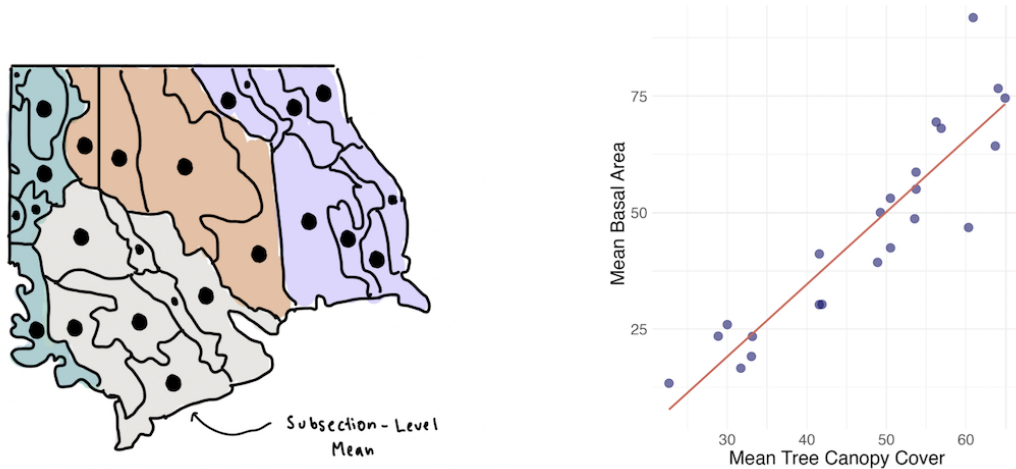 Subsection-Level
Mean
75
50
25
Mean Basal Area
30 40 50 60
Mean Tree Canopy Cover